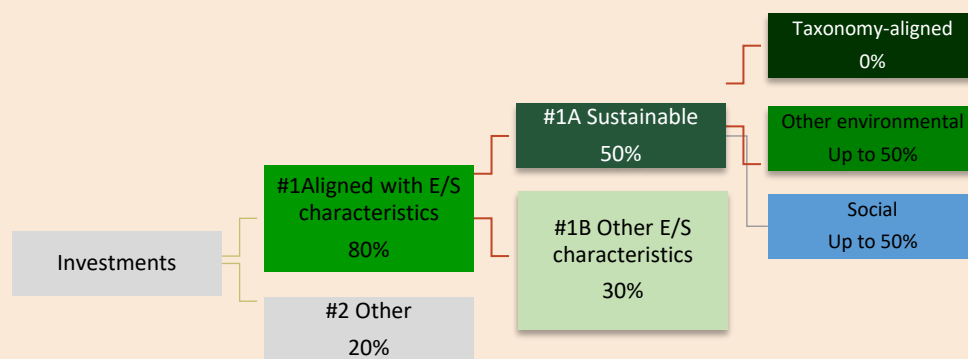 Investments
#1Aligned with E/S
characteristics
80%
#2 Other
20%
#1A Sustainable
50%
#1B Other E/S
characteristics
30%
Taxonomy-aligned
0%
Other environmental
Up to 50%
Social
Up to 50%